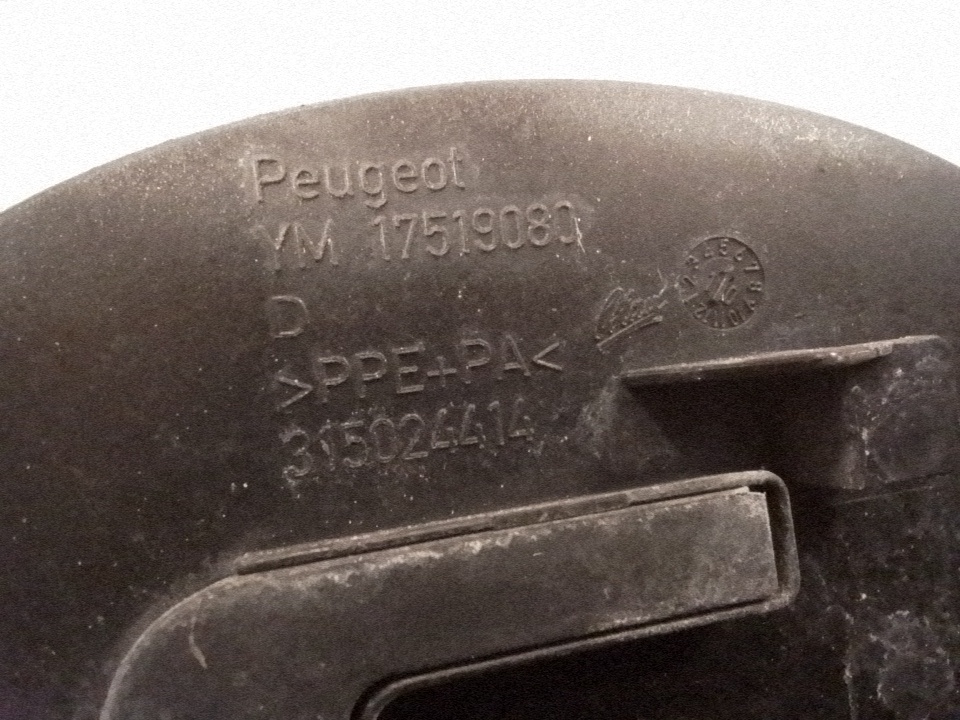 Peugeot
YM 17519080
D
>PPE+PA<
315024414